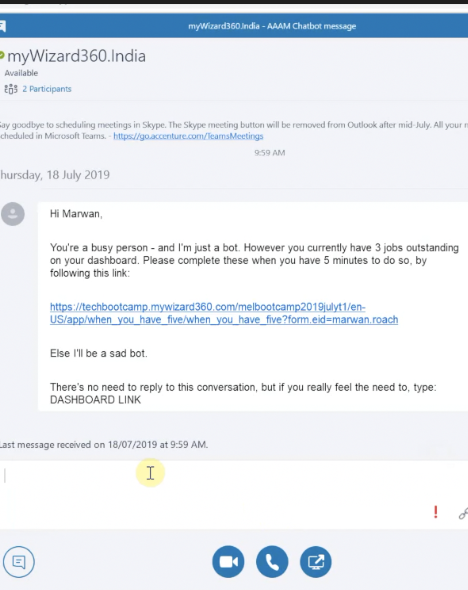 myWizard360.India - AAAM Chatbot message
myWizard360.India
Available
2 Participants
ay goodbye to scheduling meetings in Skype. The Skype meeting button will be removed from Outlook after mid-July. All your
cheduled in Microsoft Teams. - https://go.accenture.com/TeamsMeetings
9:59 AM
hursday, 18 July 2019
Hi Marwan,
You're a busy person - and I'm just a bot. However you currently have 3 jobs outstanding
on your dashboard. Please complete these when you have 5 minutes to do so, by
following this link:
https://techbootcamp.mywizard360.com/melbootcamp2019julyt1/en-
US/app/when_you_have_five/when_you_have_five?form.eid=marwan.roach
Else I'll be a sad bot.
There's no need to reply to this conversation, but if you really feel the need to, type:
DASHBOARD LINK
ast message received on 18/07/2019 at 9:59 AM.